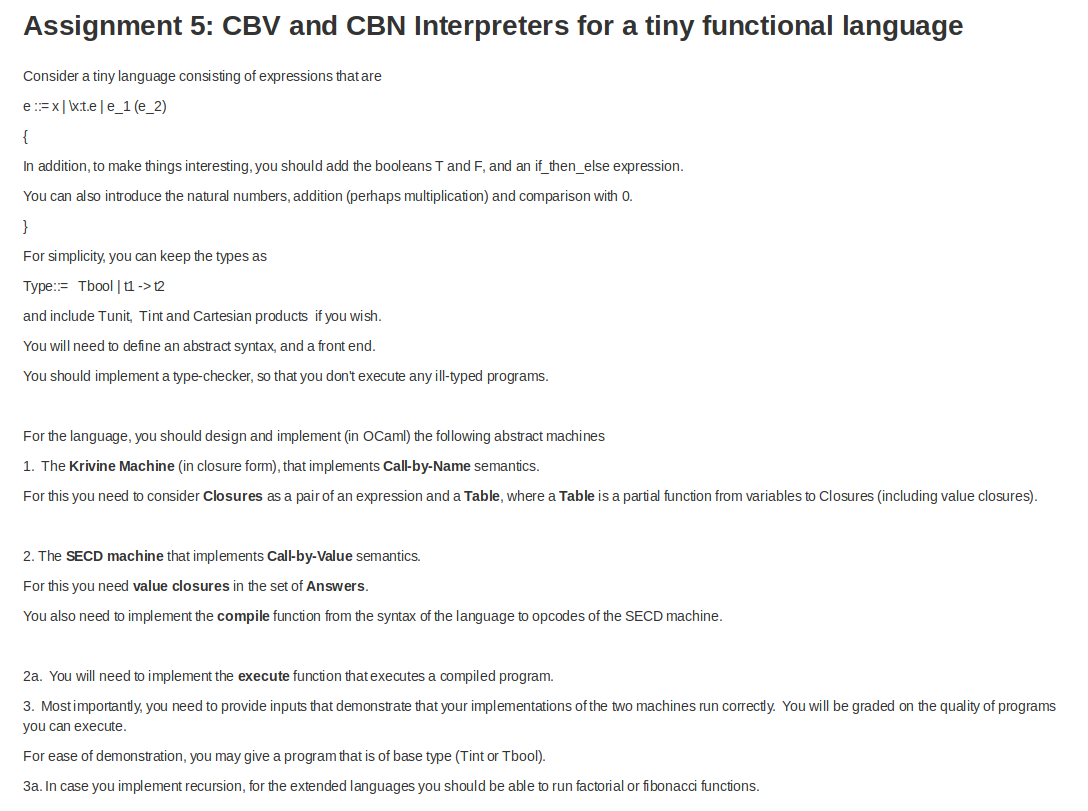 Assignment 5: CBV and CBN Interpreters for a tiny functional language
Consider a tiny language consisting of expressions that are
e ::= x | \x:t.e | e_1 (e_2)
{
In addition, to make things interesting, you should add the booleans T and F, and an if_then_else expression.
You can also introduce the natural numbers, addition (perhaps multiplication) and comparison with 0.
}
For simplicity, you can keep the types as
Type::=   Tbool | t1 -> t2
and include Tunit,  Tint and Cartesian products  if you wish.
You will need to define an abstract syntax, and a front end.
You should implement a type-checker, so that you don't execute any ill-typed programs.
For the language, you should design and implement (in OCaml) the following abstract machines
1.  The Krivine Machine (in closure form), that implements Call-by-Name semantics.
For this you need to consider Closures as a pair of an expression and a Table, where a Table is a partial function from variables to Closures (including value closures).
2. The SECD machine that implements Call-by-Value semantics.
For this you need value closures in the set of Answers.
You also need to implement the compile function from the syntax of the language to opcodes of the SECD machine.
2a.  You will need to implement the execute function that executes a compiled program.
3.  Most importantly, you need to provide inputs that demonstrate that your implementations of the two machines run correctly.  You will be graded on the quality of programs
you can execute.
For ease of demonstration, you may give a program that is of base type (Tint or Tbool).
3a. In case you implement recursion, for the extended languages you should be able to run factorial or fibonacci functions.